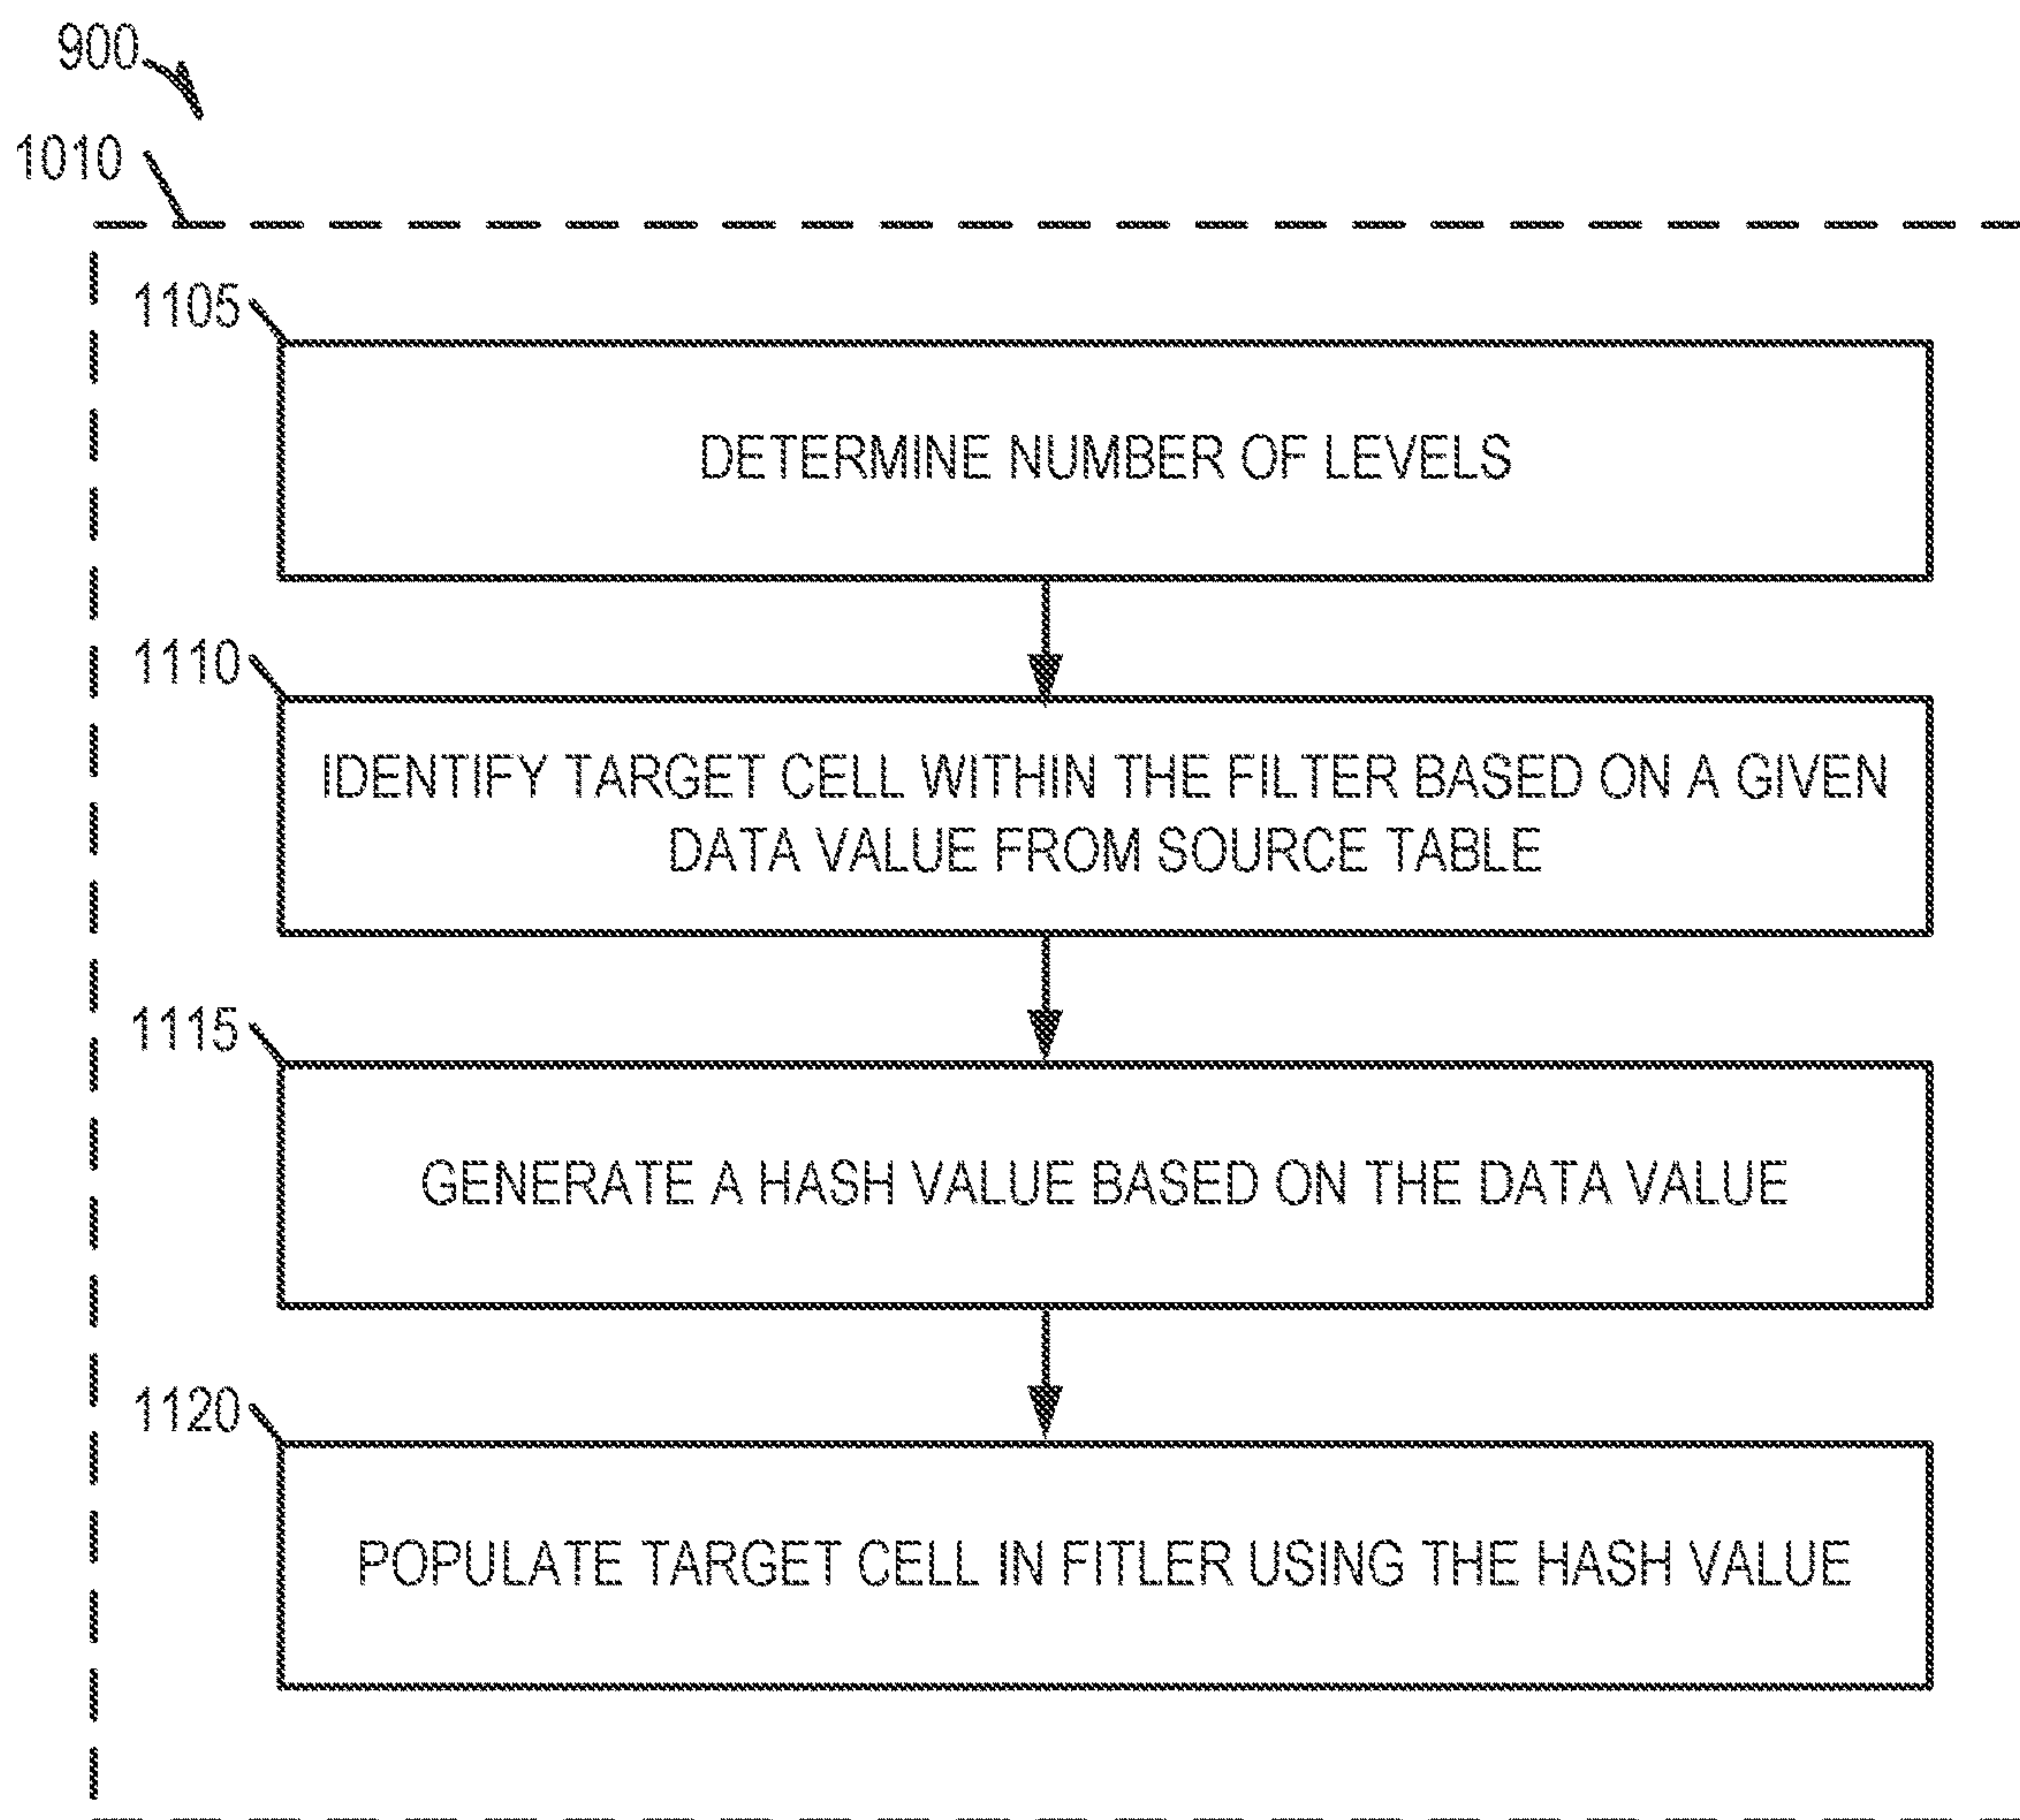 900
1010
1105
DETERMINE NUMBER OF LEVELS
1110
IDENTIFY TARGET CELL WITHIN THE FILTER BASED ON A GIVEN
DATA VALUE FROM SOURCE TABLE
1115
GENERATE A HASH VALUE BASED ON THE DATA VALUE
1120
POPULATE TARGET CELL IN FITLER USING THE HASH VALUE